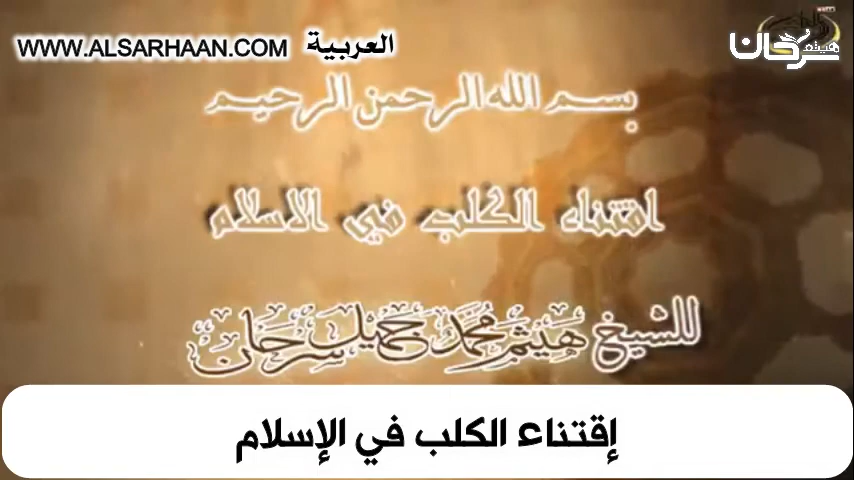 WWW.ALSARHAAN.COM العربية
هيثم سرحان
بسم الله الرحمن الرحيم
اقتناء الكلب في الاسلام
للشيخ هيثم محمد جميل سرحان
إقتناء الكلب في الإسلام